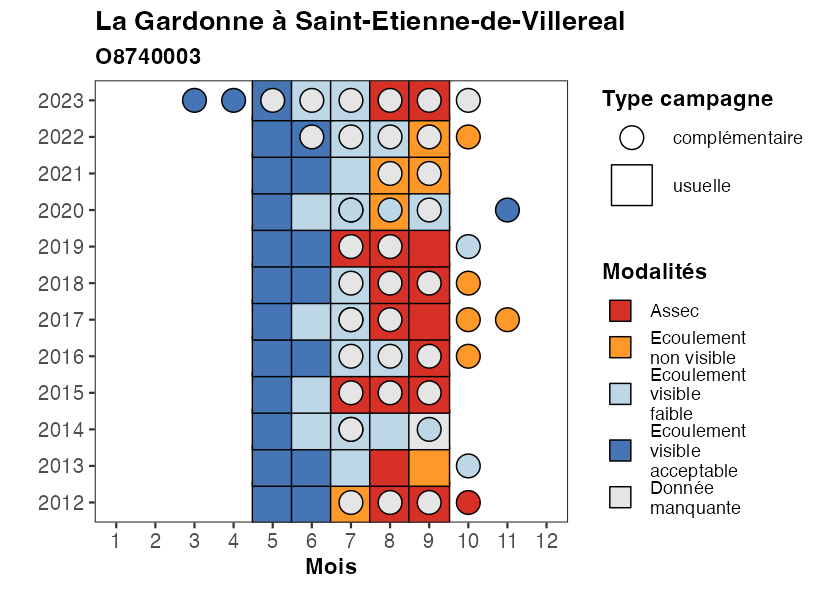 La Gardonne à Saint-Etienne-de-Villereal
O8740003
2023
2022
2021
2020
2019
2018
2017
2016
2015
2014
2013
2012
1 2 3 4 5 6 7 8 9 10 11 12
Mois
Type campagne
complémentaire
usuelle
Modalités
Assec
Ecoulement
non visible
Ecoulement
visible
faible
Ecoulement
visible
acceptable
Donnée
manquante